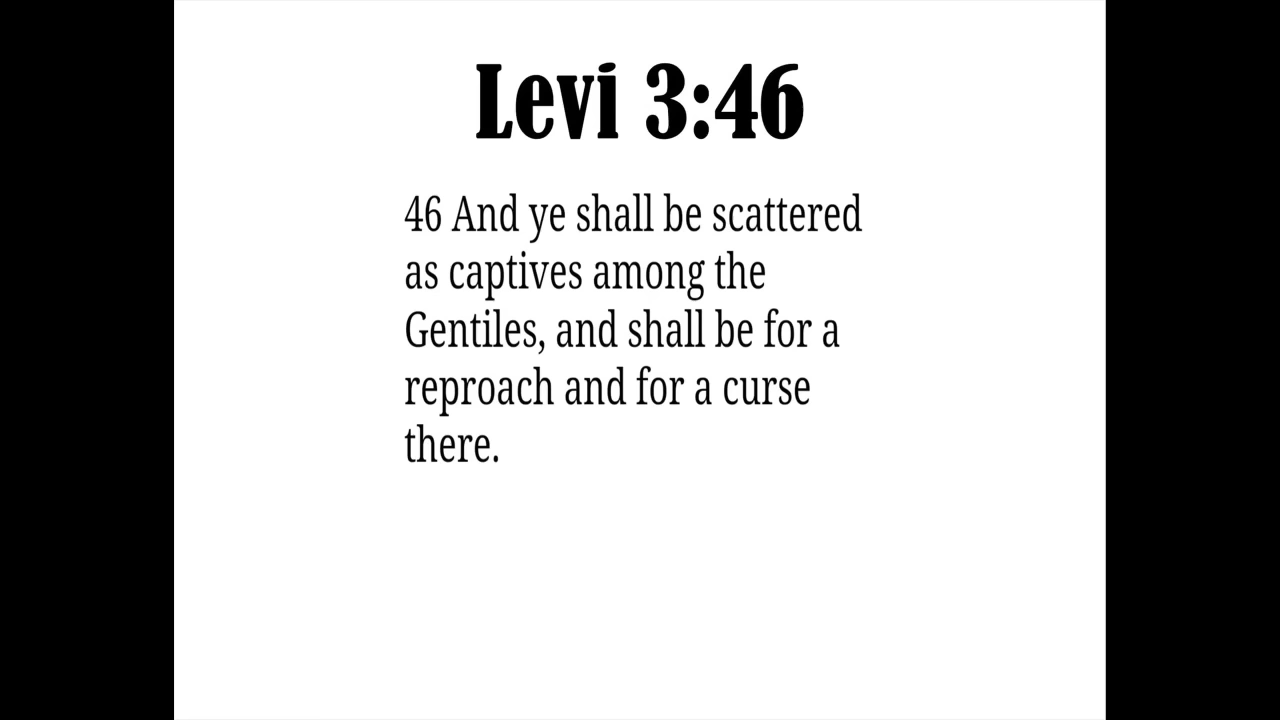 Levi 3:46
46 And ye shall be scattered
as captives among the
Gentiles, and shall be for a
reproach and for a curse
there.